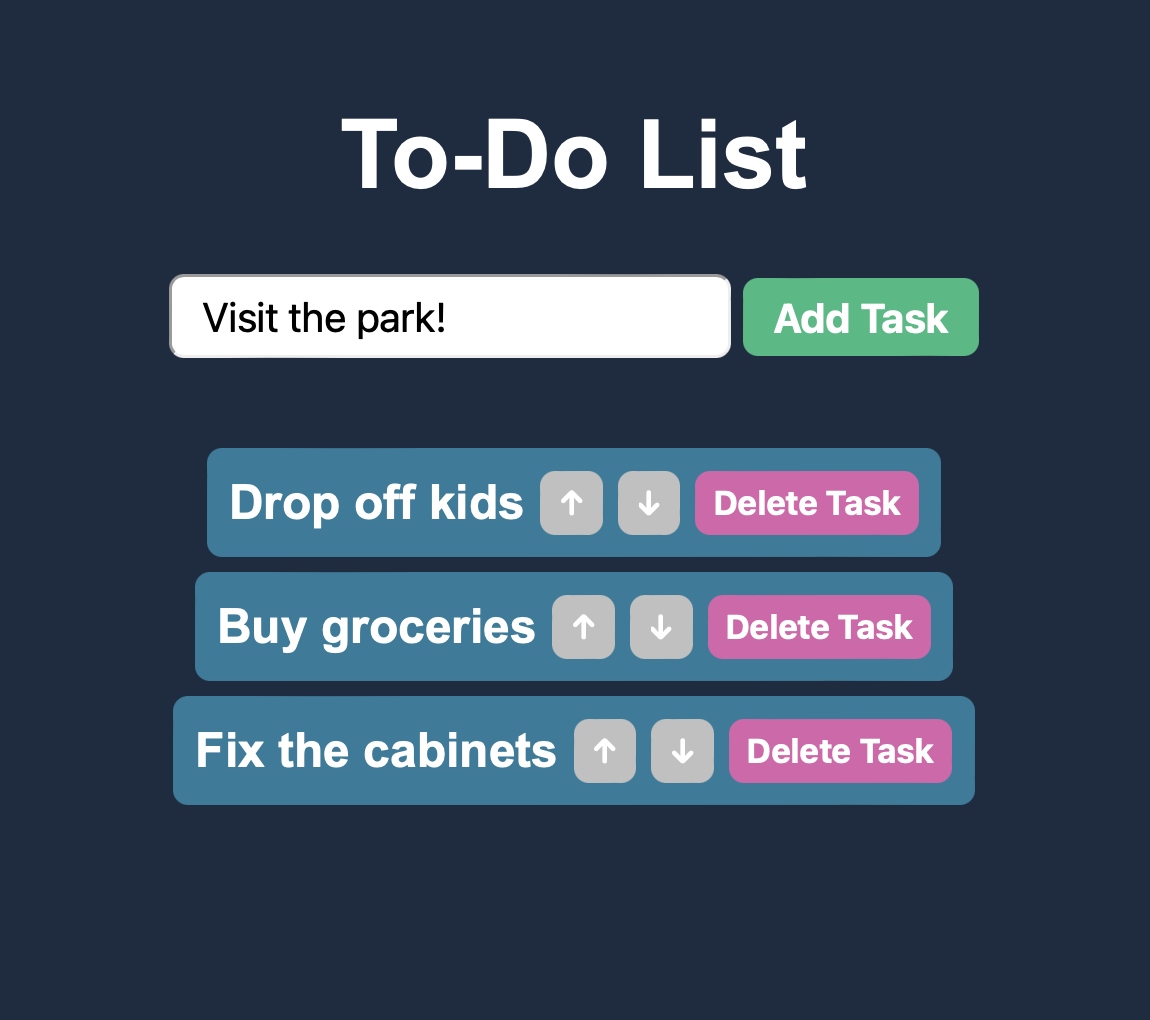 To-Do List
Visit the park! Add Task
Drop off kids ↑ ↓ Delete Task
Buy groceries ↑ ↓ Delete Task
Fix the cabinets ↑ ↓ Delete Task